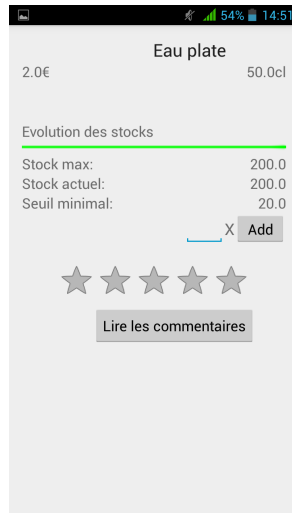 54% 14:51
Eau plate
2.0€ 50.0cl
Evolution des stocks
Stock max: 200.0
Stock actuel: 200.0
Seuil minimal: 20.0
X Add
Lire les commentaires